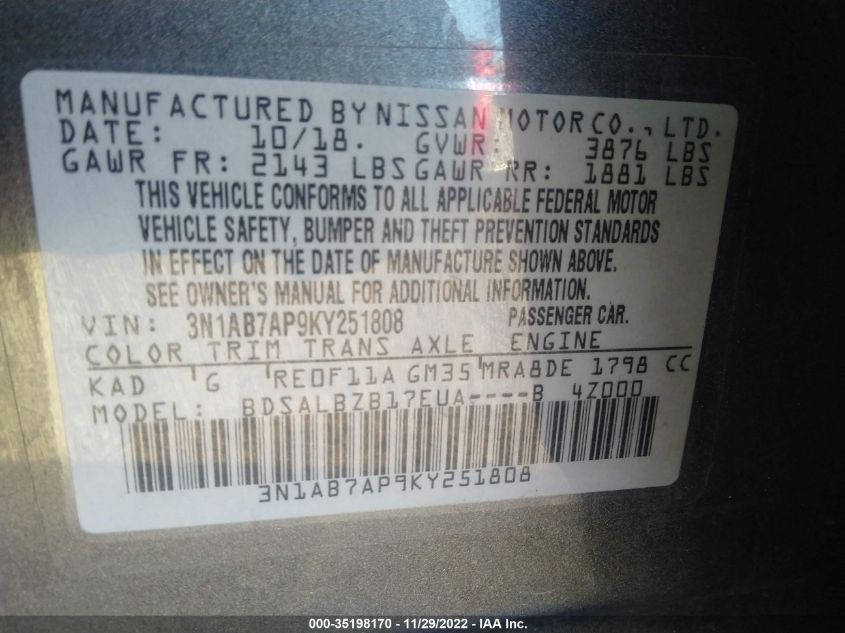 MANUFACTURED BY NISSAN MOTOR CO., LTD.
DATE: 10/18. GVWR: 3876 LBS
GAWR FR: 2143 LBS GAWR RR: 1881 LBS
THIS VEHICLE CONFORMS TO ALL APPLICABLE FEDERAL MOTOR
VEHICLE SAFETY, BUMPER AND THEFT PREVENTION STANDARDS
IN EFFECT ON THE DATE OF MANUFACTURE SHOWN ABOVE.
SEE OWNER'S MANUAL FOR ADDITIONAL INFORMATION.
VIN: 3N1AB7AP9KY251808 PASSENGER CAR.
COLOR TRIM TRANS AXLE ENGINE
KAD G RE0F11A GM35 MRA8DE 1798 CC
MODEL: BDSALBZB17EUA----B 4Z000
3N1AB7AP9KY251808
000-35198170 - 11/29/2022 - IAA Inc.